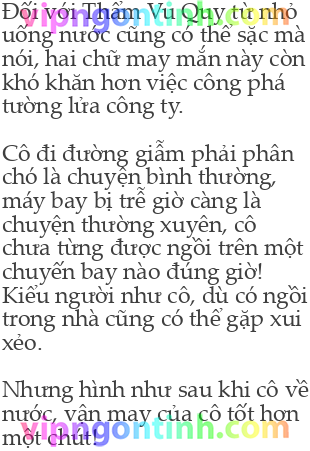 Đối với Thẩm Vu Quy từ nhỏ
uống nước cũng có thể sặc mà
nói, hai chữ may mắn này còn
khó khăn hơn việc công phá
tường lửa công ty.
Cô đi đường giẫm phải phân
chó là chuyện bình thường,
máy bay bị trễ giờ càng là
chuyện thường xuyên, cô
chưa từng được ngồi trên một
chuyến bay nào đúng giờ!
Kiểu người như cô, dù có ngồi
trong nhà cũng có thể gặp xui
xẻo.
Nhưng hình như sau khi cô về
nước, vận may của cô tốt hơn
một chút!
vipngontinh.com
vipngontinh.com